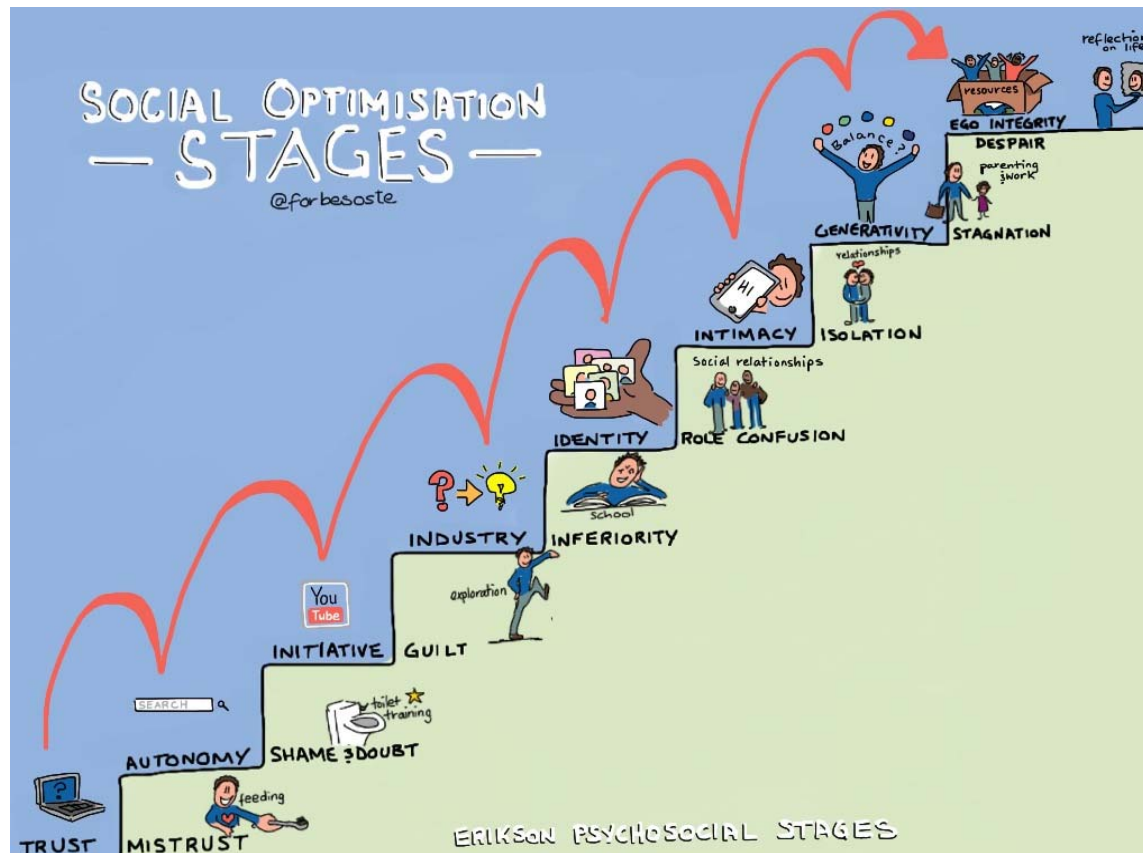 SOCIAL OPTIMISATION
— STAGES —
@forbesoste
reflection
on life
resources
EGO INTEGRITY
DESPAIR
Balance?
parenting
&work
GENERATIVITY
STAGNATION
relationships
HI
INTIMACY
ISOLATION
Social relationships
IDENTITY
ROLE CONFUSION
school
INDUSTRY
INFERIORITY
exploration
You
Tube
INITIATIVE
GUILT
SEARCH
toilet
training
AUTONOMY
SHAME &DOUBT
?
feeding
TRUST
MISTRUST
ERIKSON PSYCHOSOCIAL STAGES